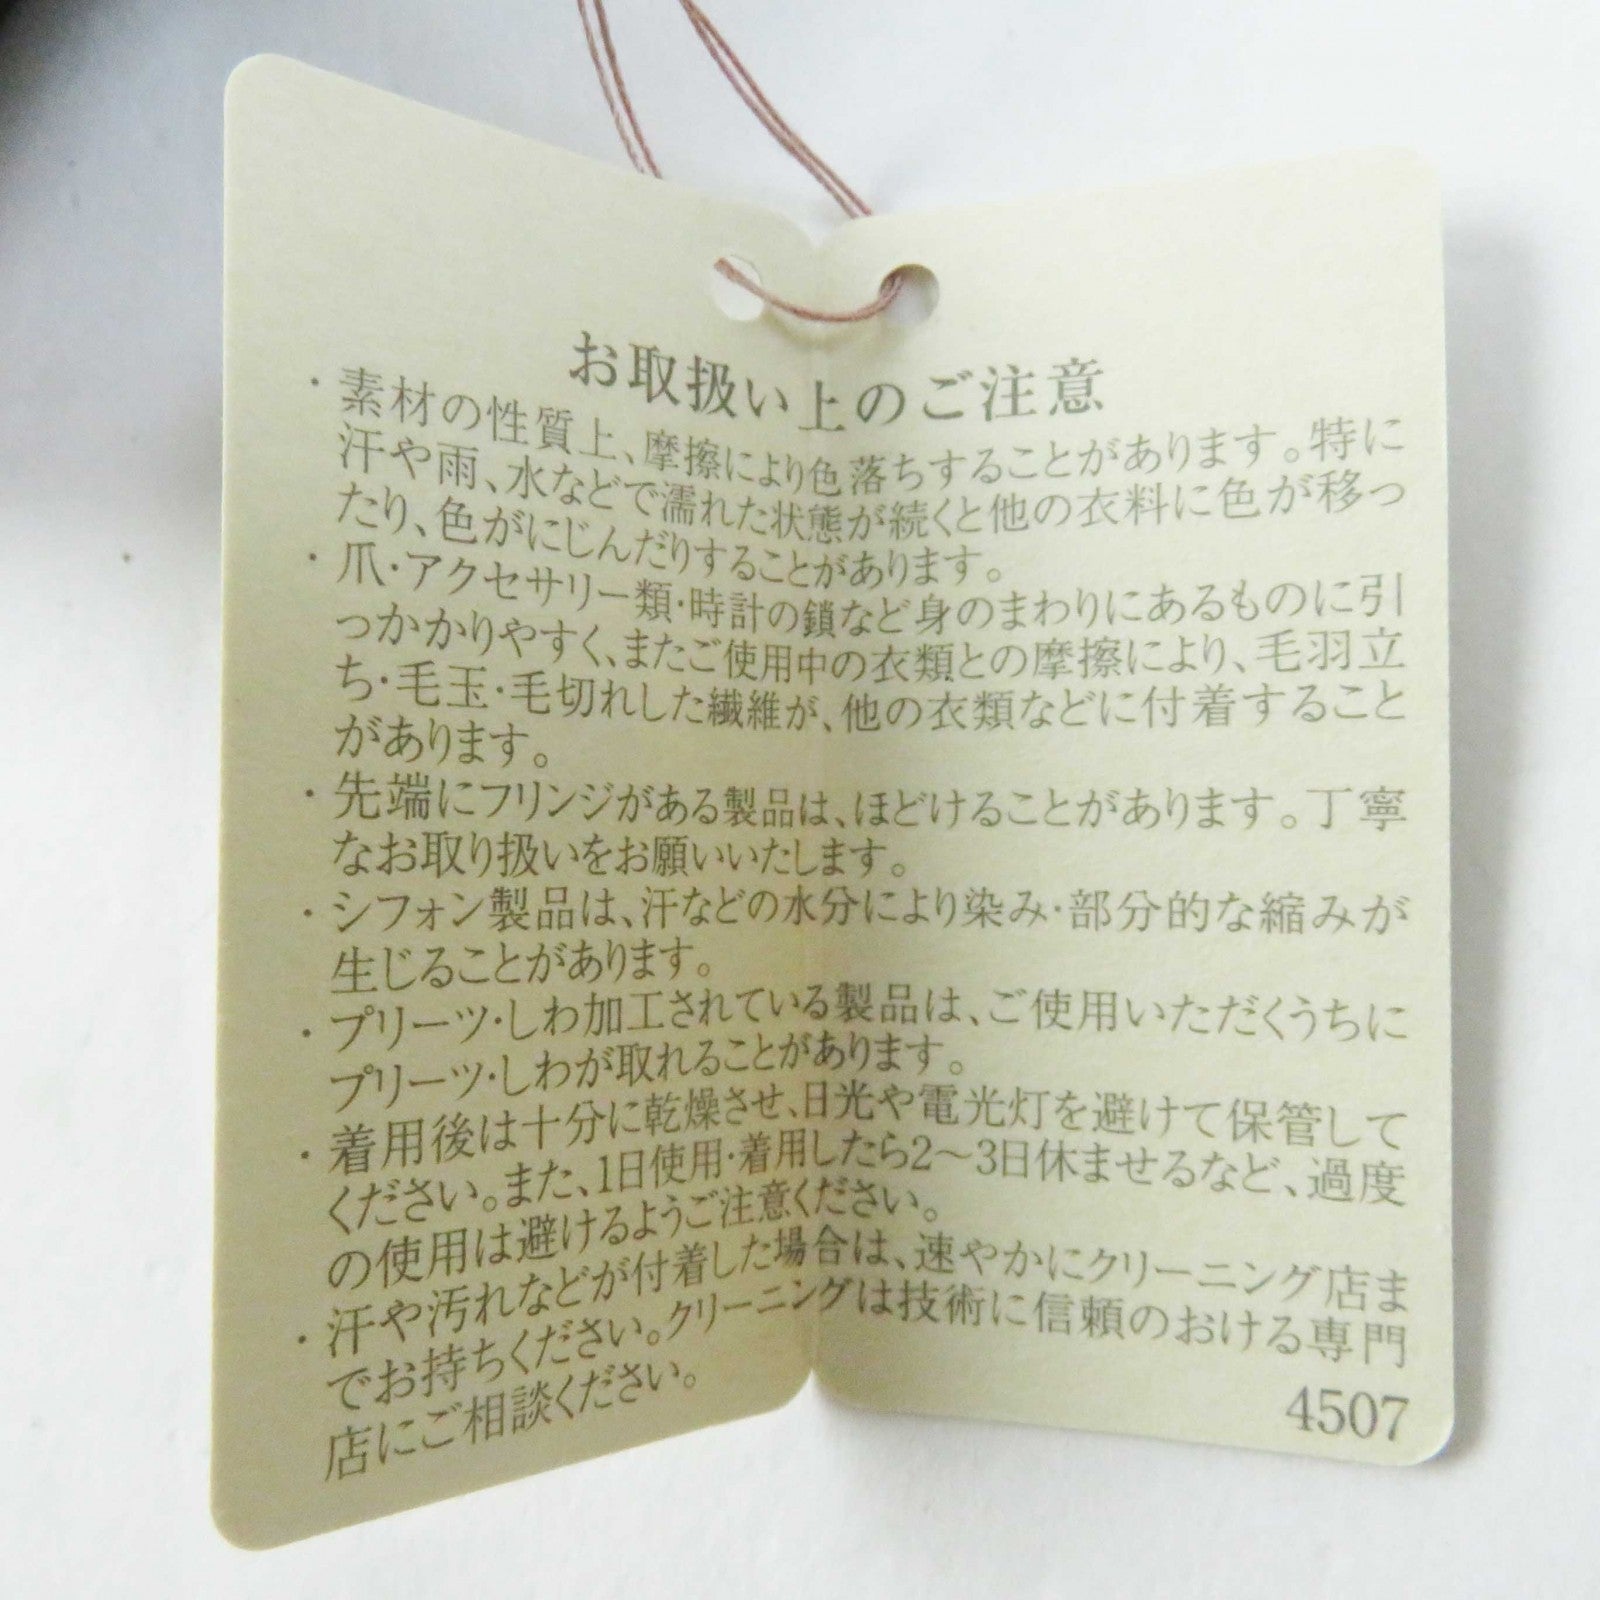 お取扱い上のご注意
・素材の性質上、摩擦により色落ちすることがあります。特に
汗や雨、水などで濡れた状態が続くと他の衣料に色が移っ
たり、色がにじんだりすることがあります。
・爪・アクセサリー類・時計の鎖など身のまわりにあるものに引
っかかりやすく、またご使用中の衣類との摩擦により、毛羽立
ち・毛玉・毛切れした繊維が、他の衣類などに付着すること
があります。
・先端にフリンジがある製品は、ほどけることがあります。丁寧
なお取り扱いをお願いいたします。
・シフォン製品は、汗などの水分により染み・部分的な縮みが
生じることがあります。
・プリーツ・しわ加工されている製品は、ご使用いただくうちに
プリーツ・しわが取れることがあります。
・着用後は十分に乾燥させ、日光や電光灯を避けて保管して
ください。また、1日使用・着用したら2〜3日休ませるなど、過度
の使用は避けるようご注意ください。
・汗や汚れなどが付着した場合は、速やかにクリーニング店ま
でお持ちください。クリーニングは技術に信頼のおける専門
店にご相談ください。
4507